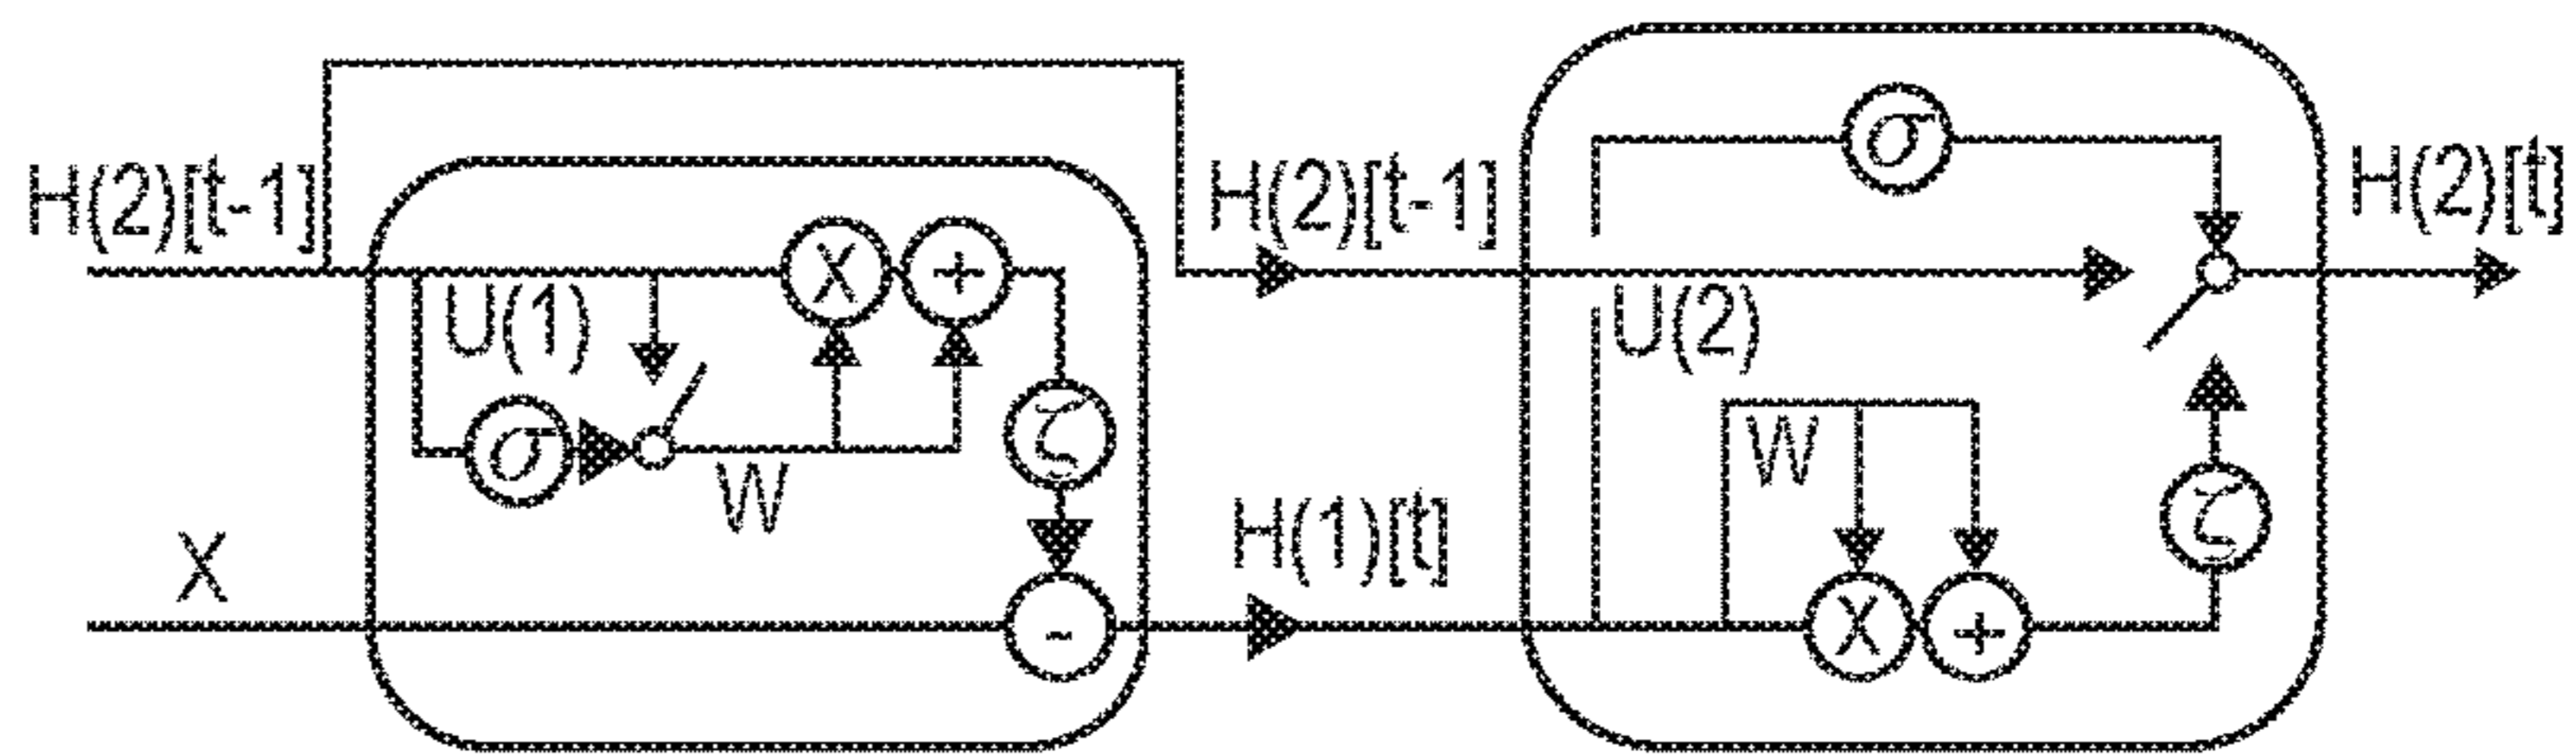 H(2)[t-1]
X
U(1)
σ
W
X
+
ζ
-
H(2)[t-1]
H(1)[t]
σ
U(2)
W
X
+
ζ
H(2)[t]